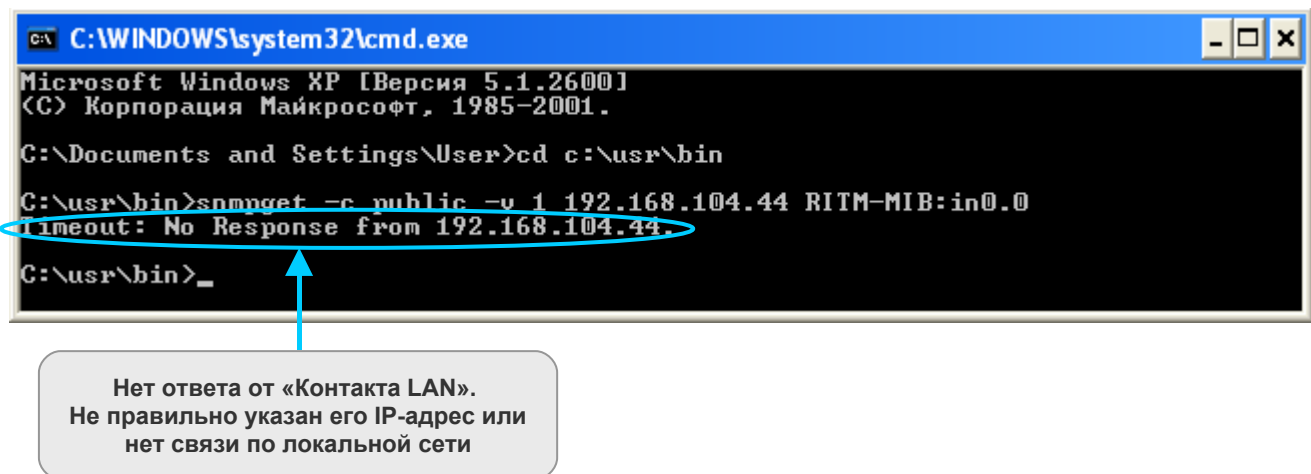 C:\WINDOWS\system32\cmd.exe
Microsoft Windows XP [Версия 5.1.2600]
(C) Корпорация Майкрософт, 1985-2001.
C:\Documents and Settings\User>cd c:\usr\bin
C:\usr\bin>snmpget -c public -v 1 192.168.104.44 RITM-MIB:in0.0
Timeout: No Response from 192.168.104.44.
C:\usr\bin>_
Нет ответа от «Контакта LAN».
Не правильно указан его IP-адрес или
нет связи по локальной сети